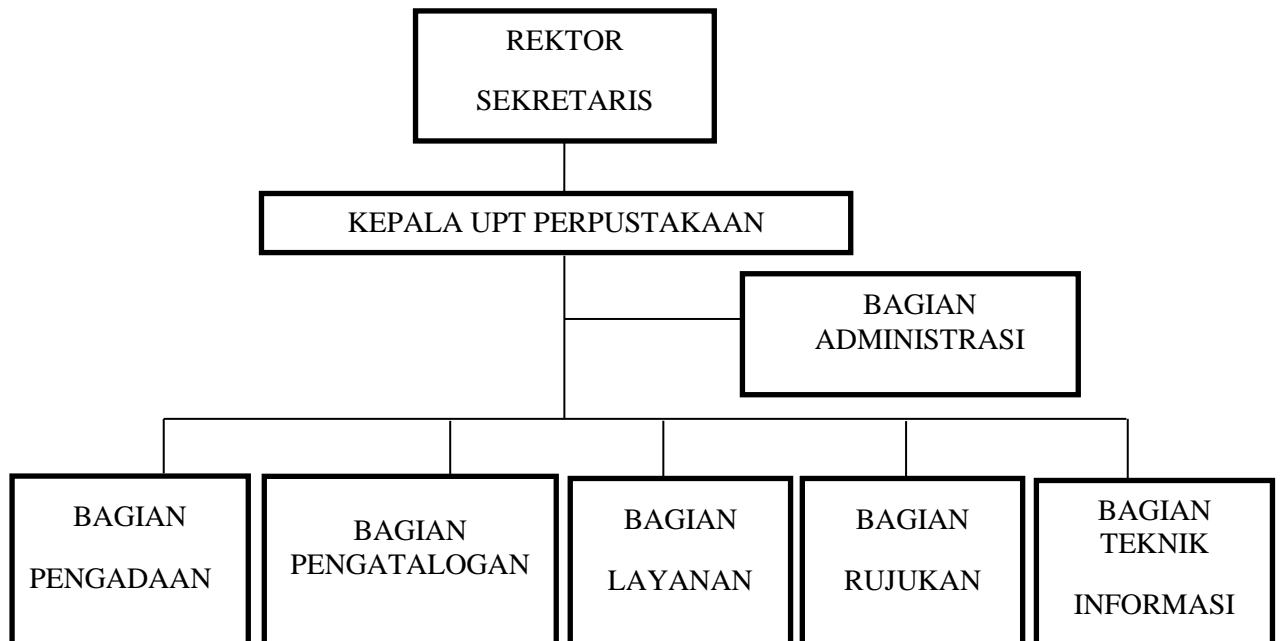 REKTOR
SEKRETARIS
KEPALA UPT PERPUSTAKAAN
BAGIAN
ADMINISTRASI
BAGIAN
PENGADAAN
BAGIAN
PENGATALOGAN
BAGIAN
LAYANAN
BAGIAN
RUJUKAN
BAGIAN
TEKNIK
INFORMASI